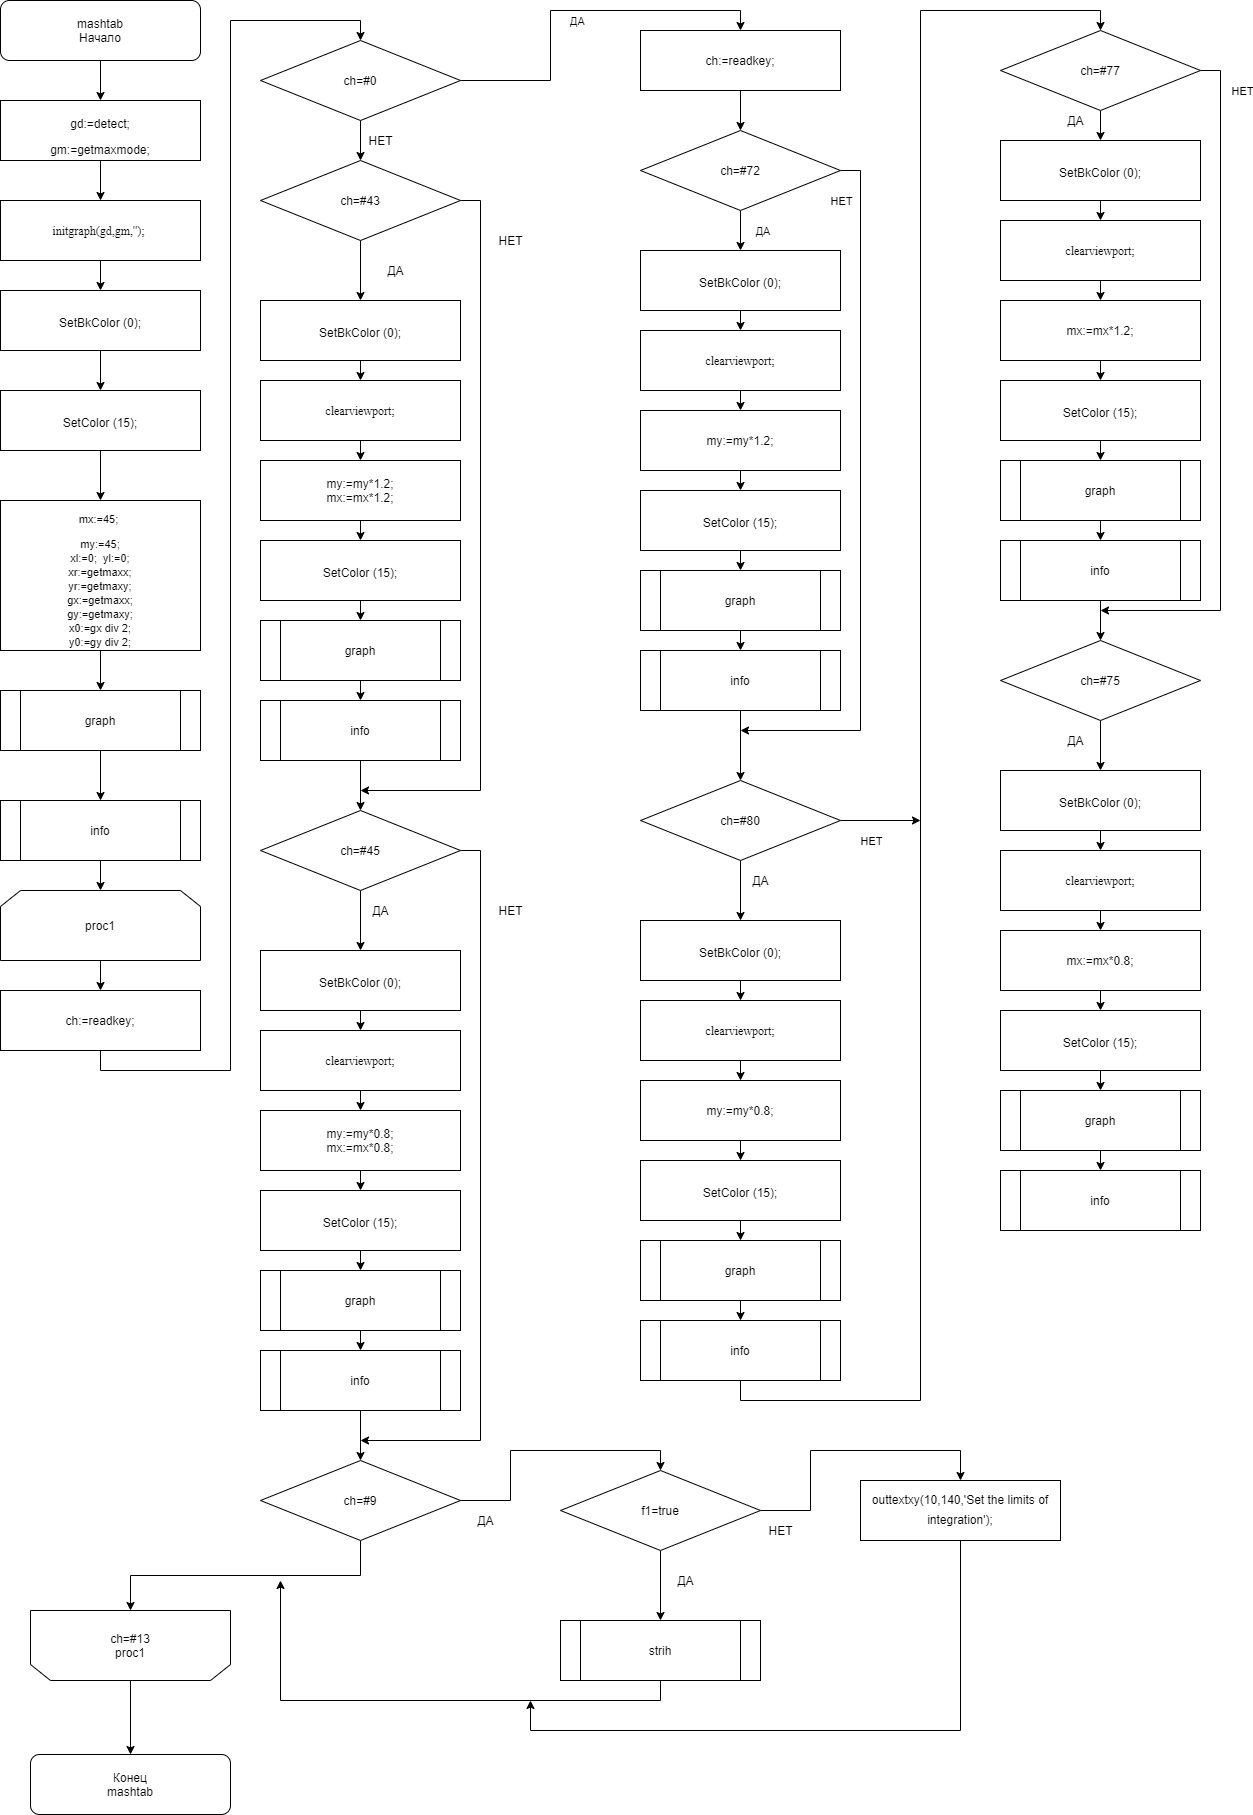 mashtab
Начало
gd:=detect;
gm:=getmaxmode;
initgraph(gd,gm,'');
SetBkColor (0);
SetColor (15);
mx:=45;
my:=45;
xl:=0; yl:=0;
xr:=getmaxx;
yr:=getmaxy;
gx:=getmaxx;
gy:=getmaxy;
x0:=gx div 2;
y0:=gy div 2;
graph
info
proc1
ch:=readkey;
ch=#0
ДА
НЕТ
ch=#43
НЕТ
ДА
SetBkColor (0);
clearviewport;
my:=my*1.2;
mx:=mx*1.2;
SetColor (15);
graph
info
ch=#45
ДА
НЕТ
SetBkColor (0);
clearviewport;
my:=my*0.8;
mx:=mx*0.8;
SetColor (15);
graph
info
ch=#9
ДА
ch:=readkey;
ch=#72
НЕТ
ДА
SetBkColor (0);
clearviewport;
my:=my*1.2;
SetColor (15);
graph
info
ch=#80
НЕТ
ДА
SetBkColor (0);
clearviewport;
my:=my*0.8;
SetColor (15);
graph
info
ch=#77
НЕТ
ДА
SetBkColor (0);
clearviewport;
mx:=mx*1.2;
SetColor (15);
graph
info
ch=#75
ДА
SetBkColor (0);
clearviewport;
mx:=mx*0.8;
SetColor (15);
graph
info
f1=true
НЕТ
ДА
outtextxy(10,140,'Set the limits of
integration');
strih
ch=#13
proc1
Конец
mashtab